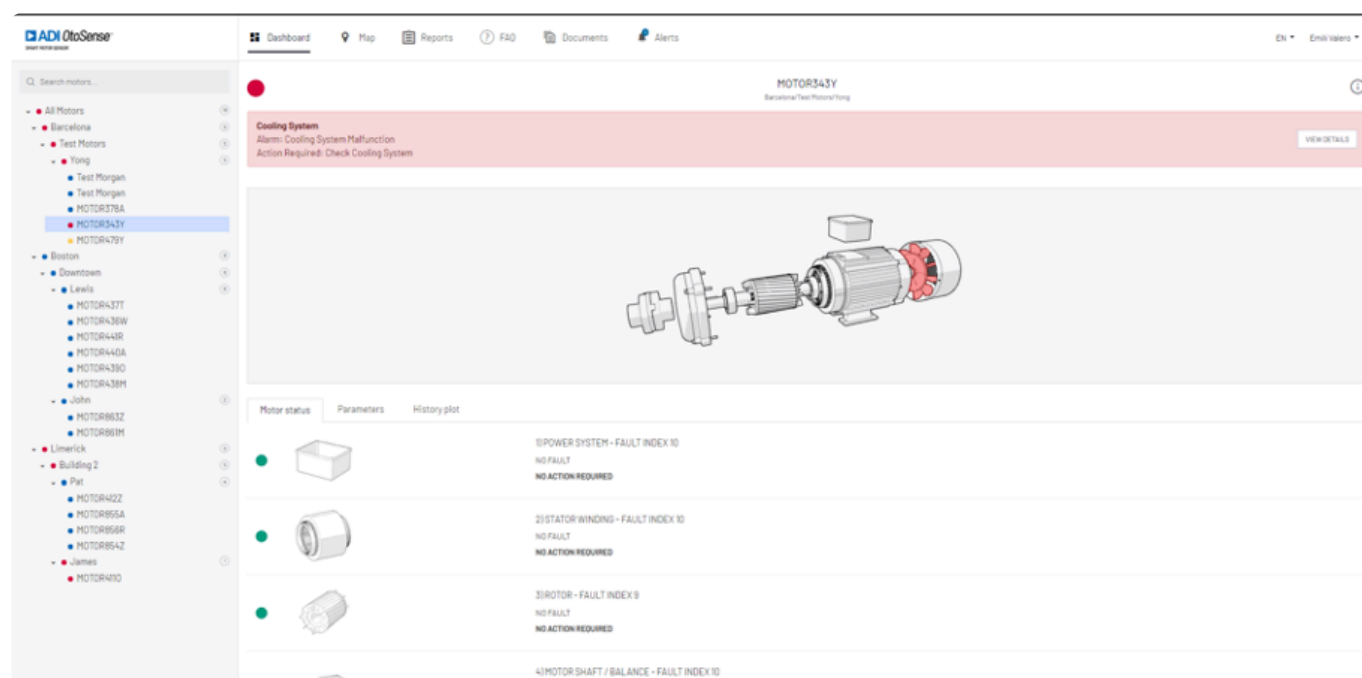 ADI OtoSense
SMART MOTOR SENSOR
Dashboard
Map
Reports
FAQ
Documents
Alerts
EN
Emili Valero
Search motors...
All Motors
Barcelona
Test Motors
Yong
Test Morgan
Test Morgan
MOTOR378A
MOTOR343Y
MOTOR479Y
Boston
Downtown
Lewis
MOTOR437T
MOTOR436W
MOTOR441R
MOTOR440A
MOTOR439O
MOTOR438M
John
MOTOR863Z
MOTOR861M
Limerick
Building 2
Pat
MOTOR412Z
MOTOR855A
MOTOR856R
MOTOR854Z
James
MOTOR411O
MOTOR343Y
Barcelona/Test Motors/Yong
Cooling System
Alarm: Cooling System Malfunction
Action Required: Check Cooling System
VIEW DETAILS
Motor status
Parameters
History plot
1) POWER SYSTEM - FAULT INDEX 10
NO FAULT
NO ACTION REQUIRED
2) STATOR WINDING - FAULT INDEX 10
NO FAULT
NO ACTION REQUIRED
3) ROTOR - FAULT INDEX 9
NO FAULT
NO ACTION REQUIRED
4) MOTOR SHAFT / BALANCE - FAULT INDEX 10